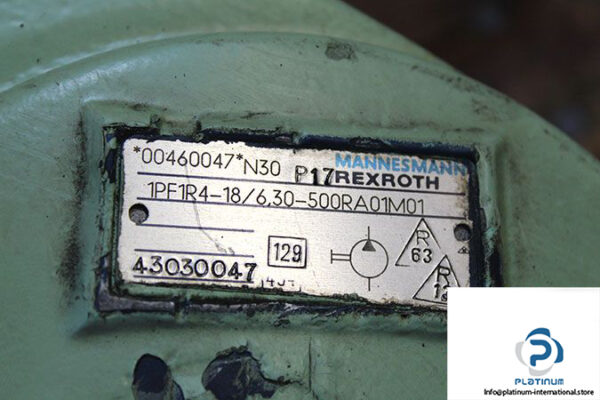 *00460047*N30 P17 MANNESMANN
REXROTH
1PF1R4-18/6,30-500RA01M01
129
R
63
43030047
R
PLATINUM
Info@platinum-international.store